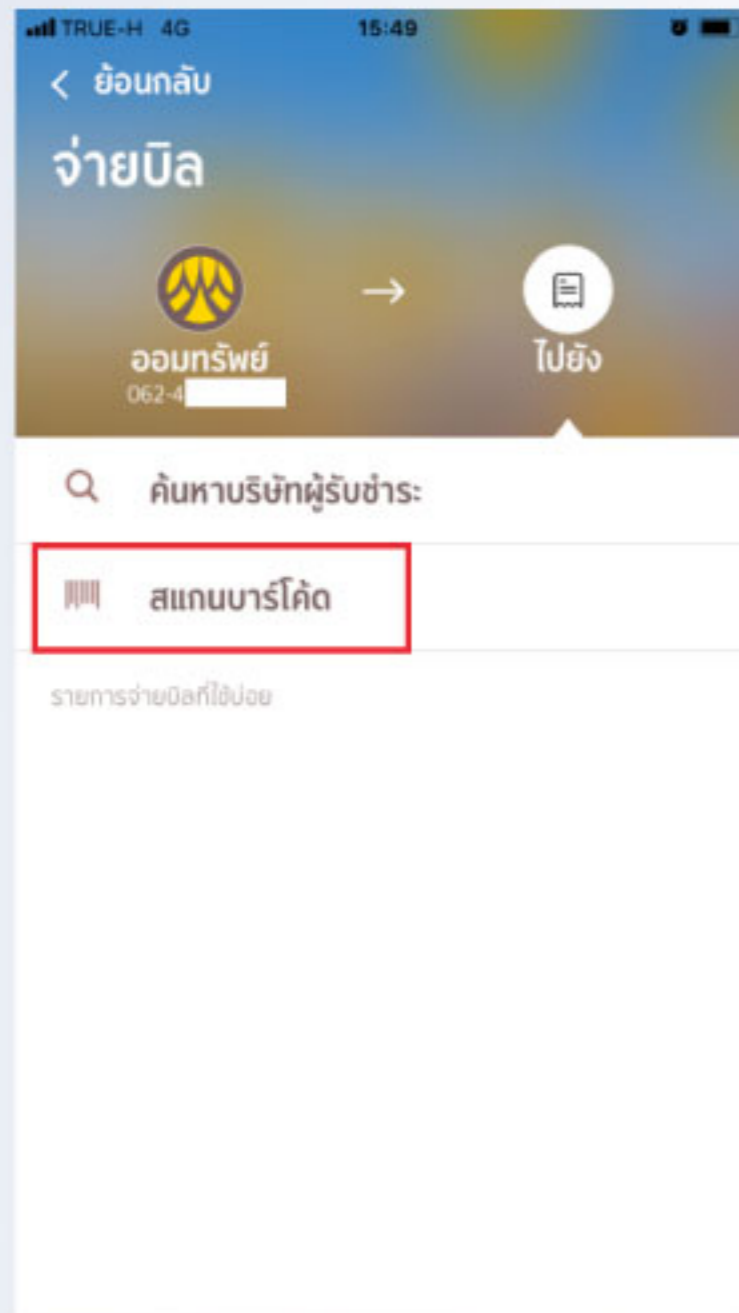 TRUE-H 4G 15:49
< ย้อนกลับ
จ่ายบิล
→
ออมทรัพย์ ไปยัง
062-4
ค้นหาบริษัทผู้รับชำระ
สแกนบาร์โค้ด
รายการจ่ายบิลที่ใช้บ่อย